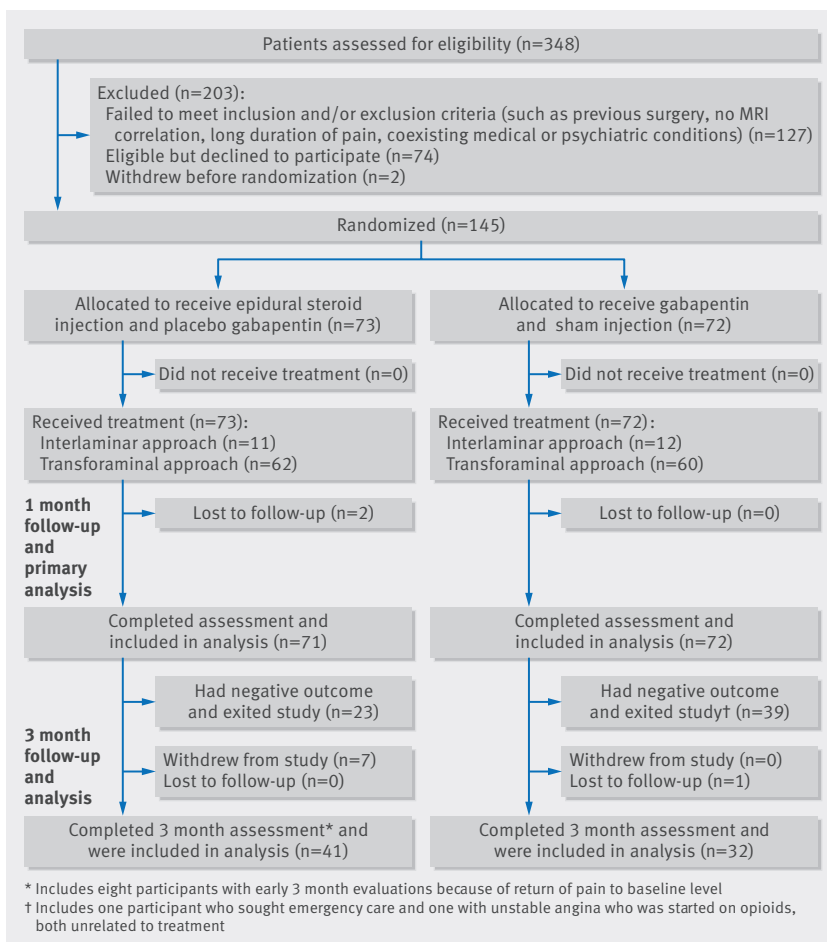 Patients assessed for eligibility (n=348)
Excluded (n=203):
Failed to meet inclusion and/or exclusion criteria (such as previous surgery, no MRI
correlation, long duration of pain, coexisting medical or psychiatric conditions) (n=127)
Eligible but declined to participate (n=74)
Withdrew before randomization (n=2)
Randomized (n=145)
Allocated to receive epidural steroid
injection and placebo gabapentin (n=73)
Allocated to receive gabapentin
and sham injection (n=72)
Did not receive treatment (n=0)
Did not receive treatment (n=0)
Received treatment (n=73):
Interlaminar approach (n=11)
Transforaminal approach (n=62)
Received treatment (n=72):
Interlaminar approach (n=12)
Transforaminal approach (n=60)
1 month
follow-up
and
primary
analysis
Lost to follow-up (n=2)
Lost to follow-up (n=0)
Completed assessment and
included in analysis (n=71)
Completed assessment and
included in analysis (n=72)
Had negative outcome
and exited study (n=23)
Had negative outcome
and exited study† (n=39)
3 month
follow-up
and
analysis
Withdrew from study (n=7)
Lost to follow-up (n=0)
Withdrew from study (n=0)
Lost to follow-up (n=1)
Completed 3 month assessment* and
were included in analysis (n=41)
Completed 3 month assessment and
were included in analysis (n=32)
* Includes eight participants with early 3 month evaluations because of return of pain to baseline level
† Includes one participant who sought emergency care and one with unstable angina who was started on opioids,
both unrelated to treatment